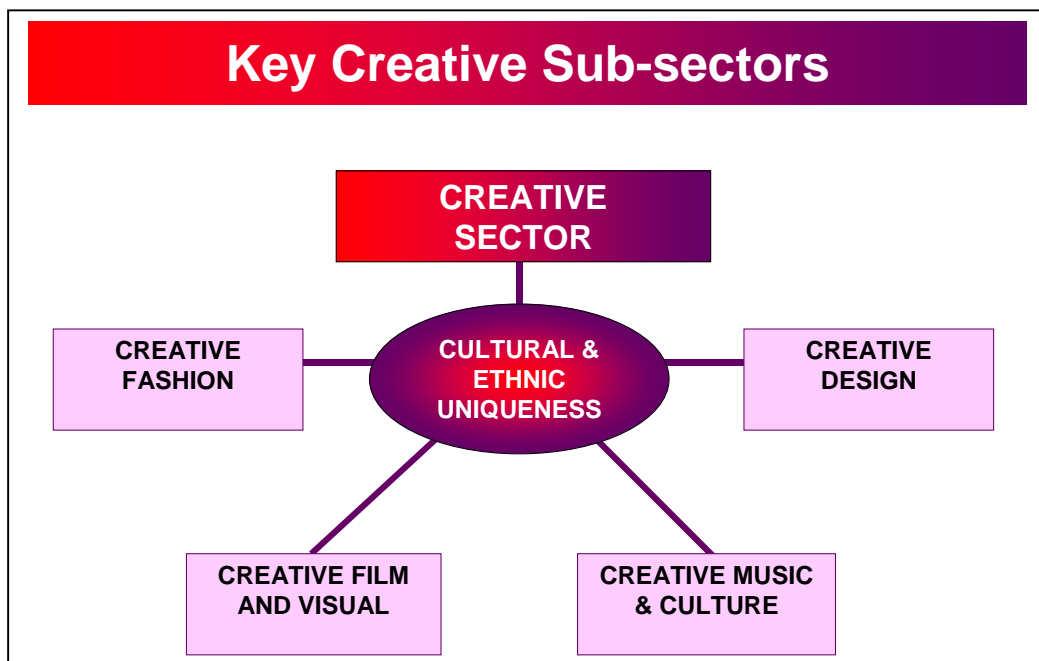 Key Creative Sub-sectors
CREATIVE
SECTOR
CREATIVE
FASHION
CULTURAL &
ETHNIC
UNIQUENESS
CREATIVE
DESIGN
CREATIVE FILM
AND VISUAL
CREATIVE MUSIC
& CULTURE